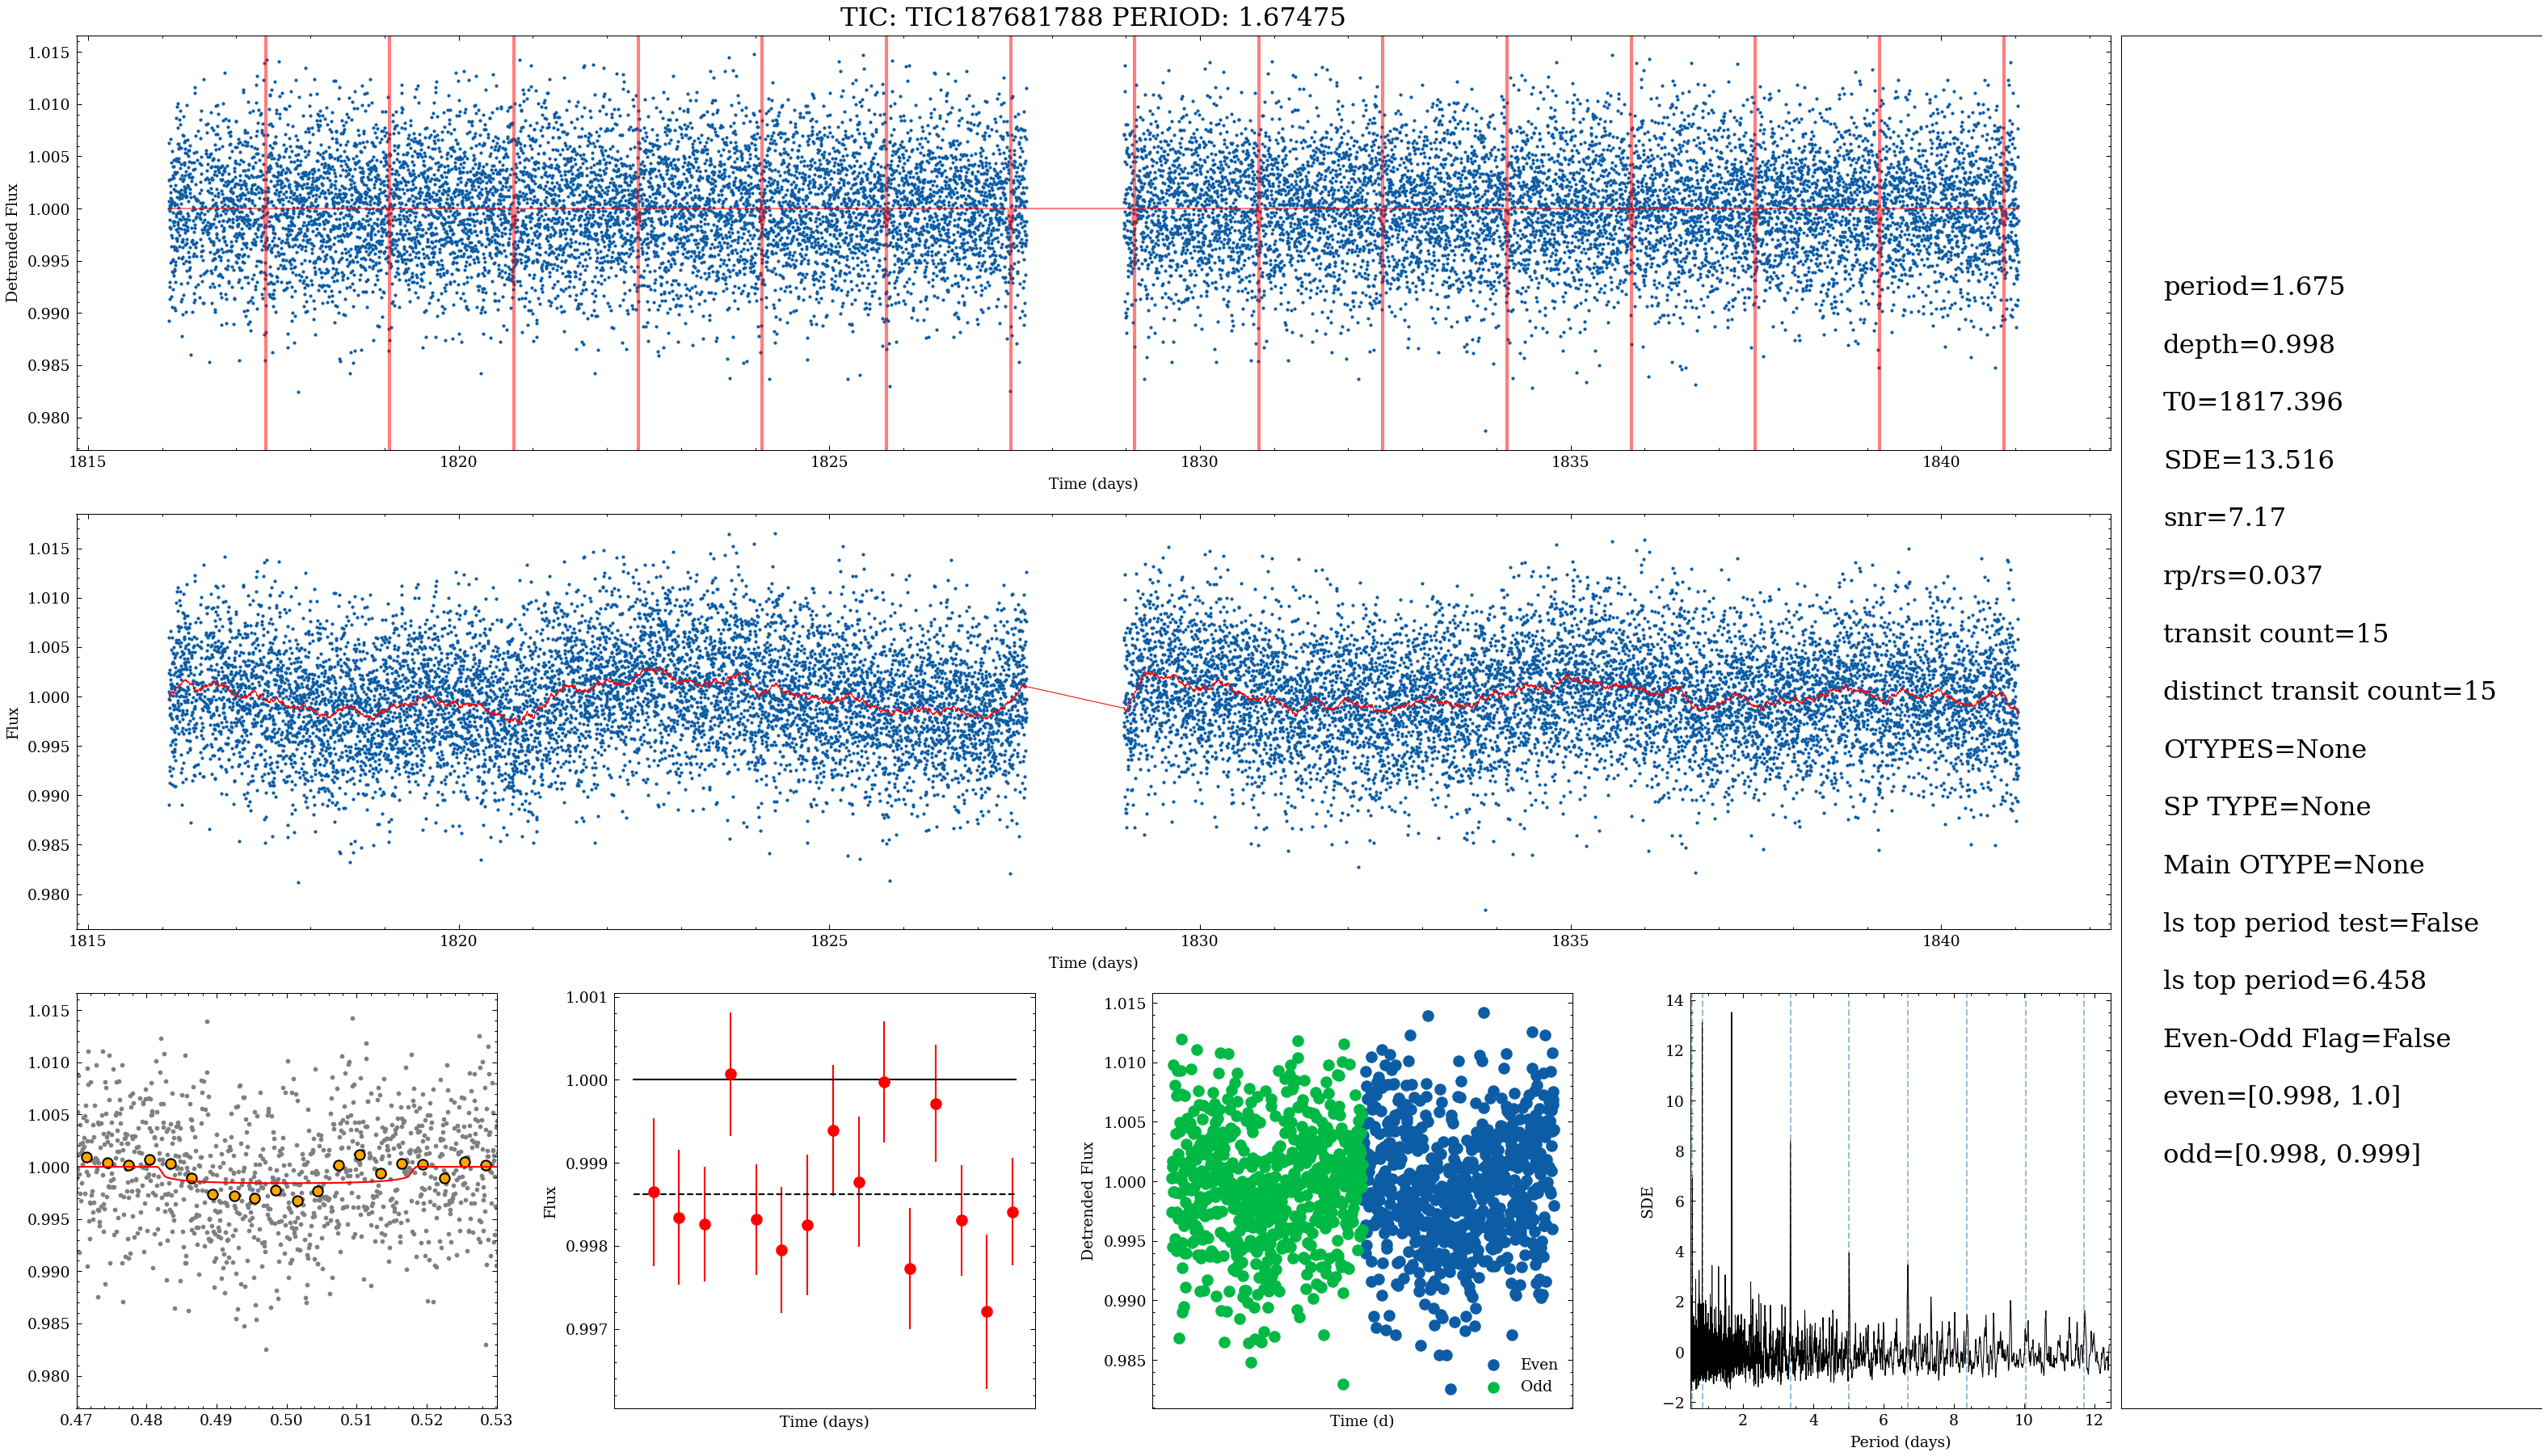 TIC: TIC187681788 PERIOD: 1.67475
1.015
1.010
1.005
1.000
0.995
0.990
0.985
0.980
Detrended Flux
1815 1820 1825 1830 1835 1840
Time (days)
1.015
1.010
1.005
1.000
0.995
0.990
0.985
0.980
Flux
1815 1820 1825 1830 1835 1840
Time (days)
1.015
1.010
1.005
1.000
0.995
0.990
0.985
0.980
0.47 0.48 0.49 0.50 0.51 0.52 0.53
1.001
1.000
0.999
0.998
0.997
Flux
Time (days)
1.015
1.010
1.005
1.000
0.995
0.990
0.985
Detrended Flux
Even
Odd
Time (d)
14
12
10
8
6
4
2
0
−2
SDE
2 4 6 8 10 12
Period (days)
period=1.675
depth=0.998
T0=1817.396
SDE=13.516
snr=7.17
rp/rs=0.037
transit count=15
distinct transit count=15
OTYPES=None
SP TYPE=None
Main OTYPE=None
ls top period test=False
ls top period=6.458
Even-Odd Flag=False
even=[0.998, 1.0]
odd=[0.998, 0.999]